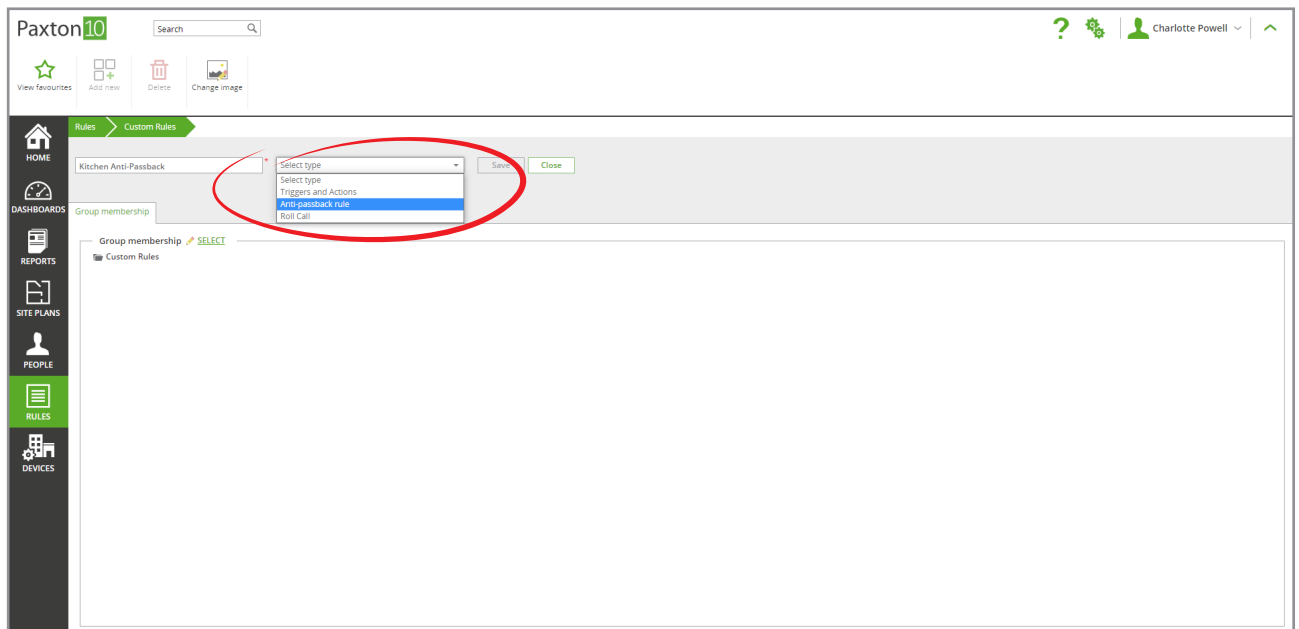 Paxton 10
Search
? Charlotte Powell
View favourites Add new Delete Change image
Rules Custom Rules
HOME
Kitchen Anti-Passback * Select type Save Close
Select type
Triggers and Actions
Anti-passback rule
Roll Call
DASHBOARDS
Group membership
Group membership SELECT
Custom Rules
REPORTS
SITE PLANS
PEOPLE
RULES
DEVICES